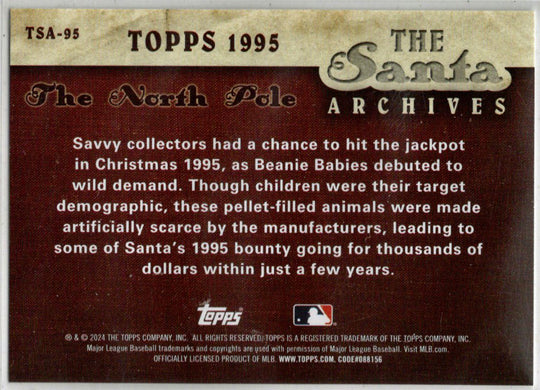 TSA-95
TOPPS 1995
THE
Santa
ARCHIVES
The North Pole
Savvy collectors had a chance to hit the jackpot
in Christmas 1995, as Beanie Babies debuted to
wild demand. Though children were their target
demographic, these pellet-filled animals were made
artificially scarce by the manufacturers, leading to
some of Santa's 1995 bounty going for thousands of
dollars within just a few years.
topps
® & © 2024 THE TOPPS COMPANY, INC. ALL RIGHTS RESERVED. TOPPS IS A REGISTERED TRADEMARK OF THE TOPPS COMPANY, INC.
Major League Baseball trademarks and copyrights are used with permission of Major League Baseball. Visit MLB.com.
OFFICIALLY LICENSED PRODUCT OF MLB. WWW.TOPPS.COM. CODE#088156